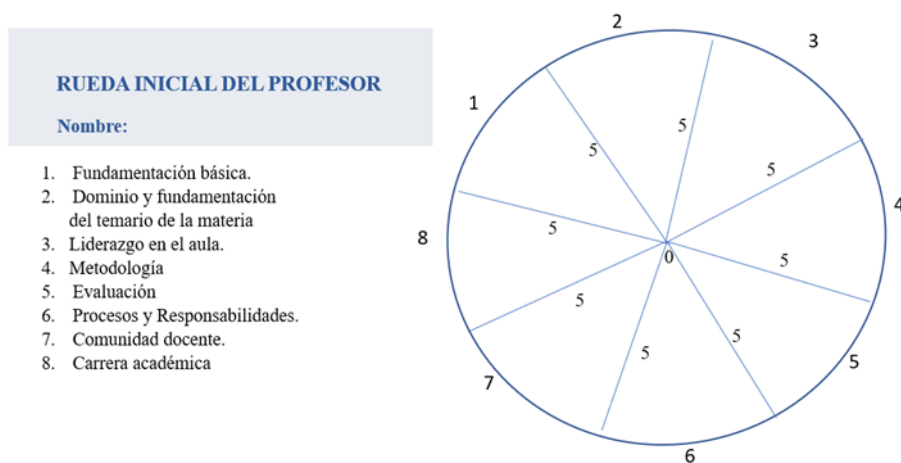 RUEDA INICIAL DEL PROFESOR
Nombre:
1. Fundamentación básica.
2. Dominio y fundamentación
del temario de la materia
3. Liderazgo en el aula.
4. Metodología
5. Evaluación
6. Procesos y Responsabilidades.
7. Comunidad docente.
8. Carrera académica
2
3
1
5
5
5
4
8
5
0
5
5
5
5
7
5
6